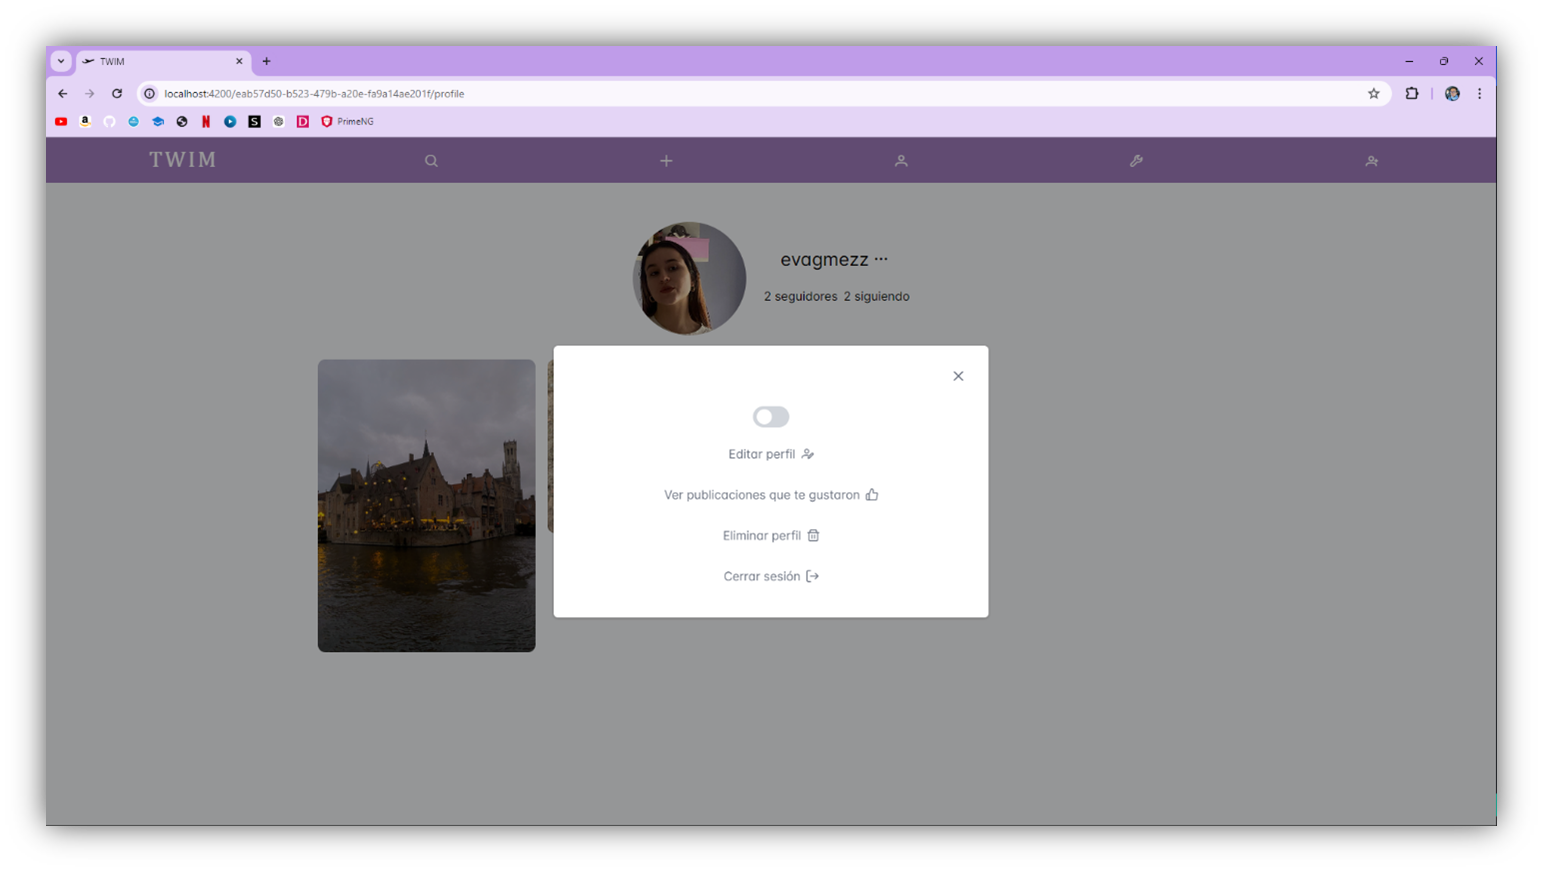 TWIM
localhost:4200/eab57d50-b523-479b-a20e-fa9a14ae201f/profile
a N S D PrimeNG
TWIM
evagmezz ···
2 seguidores 2 siguiendo
Editar perfil
Ver publicaciones que te gustaron
Eliminar perfil
Cerrar sesión